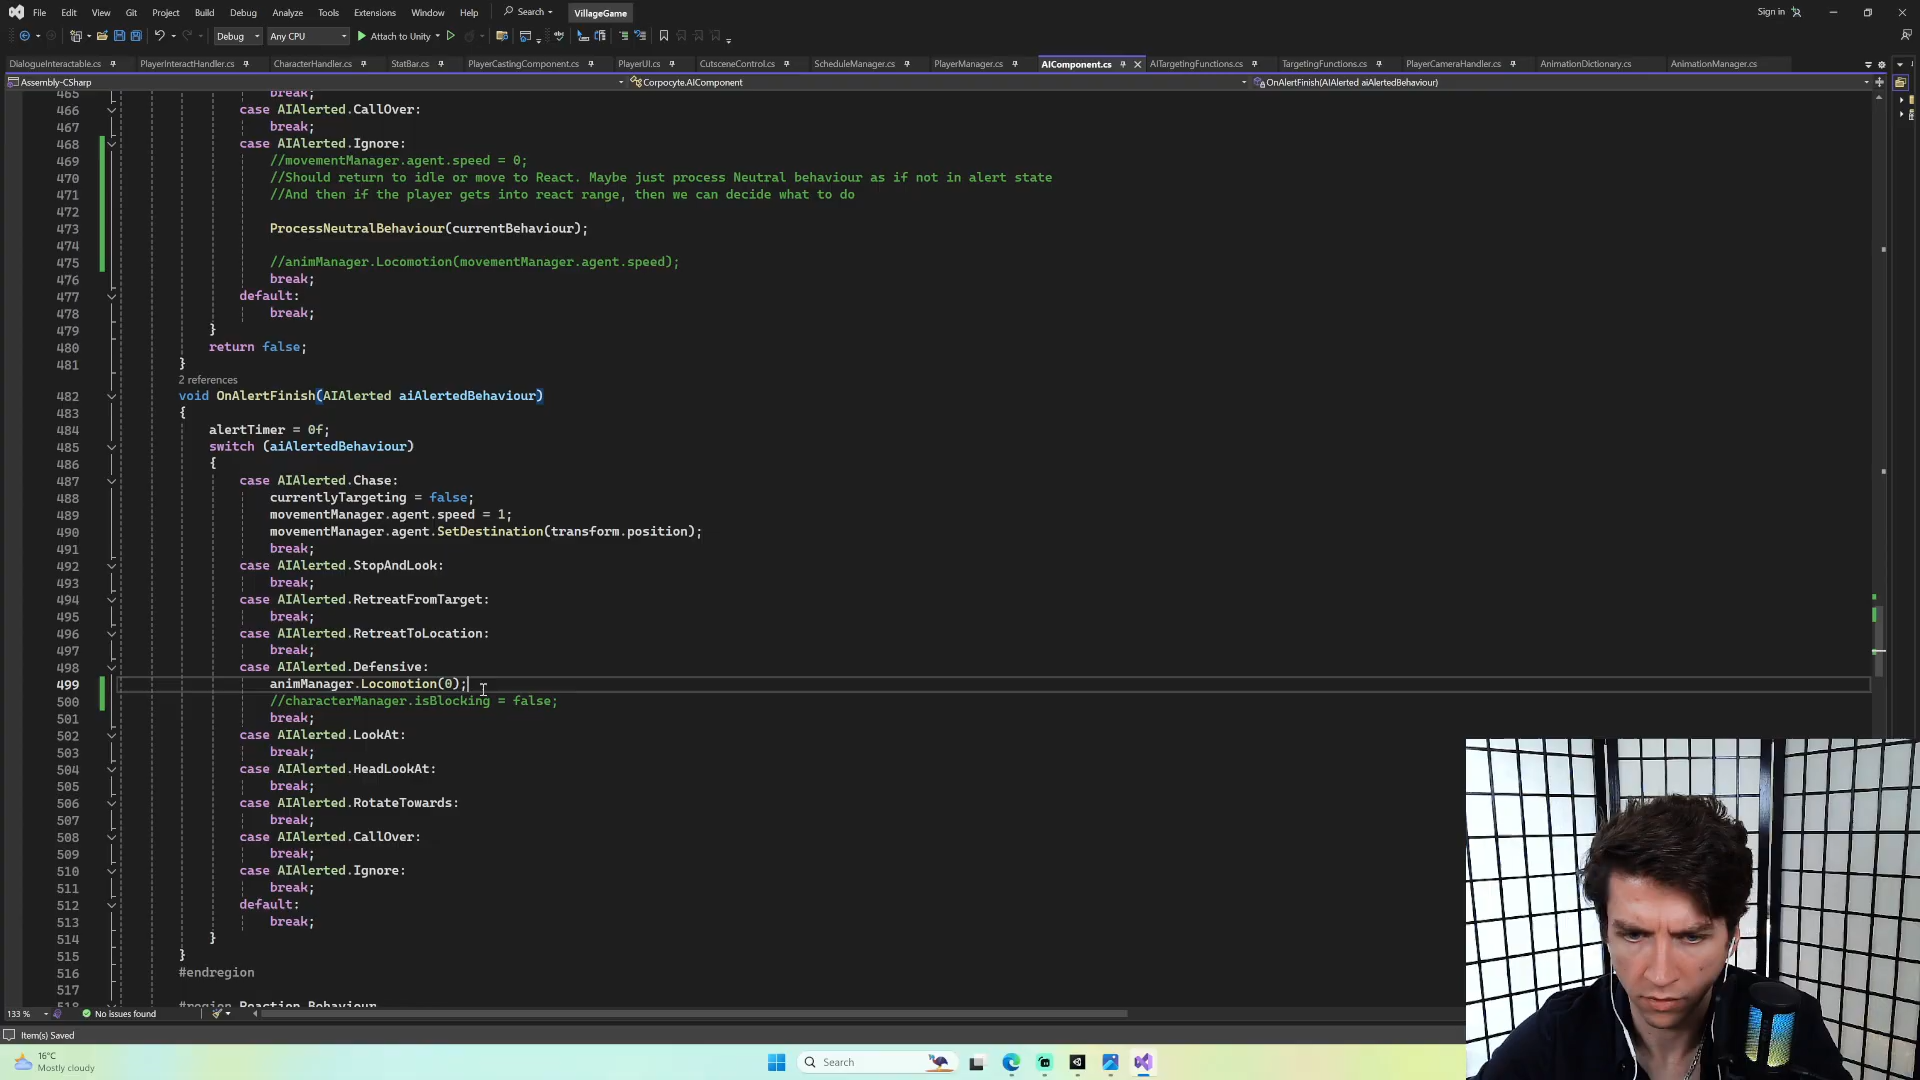 File Edit View Git Project Build Debug Analyze Tools Extensions Window Help Search VillageGame Sign in
Debug Any CPU Attach to Unity
DialogueInteractable.cs PlayerInteractHandler.cs CharacterHandler.cs StatBar.cs PlayerCastingComponent.cs PlayerUI.cs CutsceneControl.cs ScheduleManager.cs PlayerManager.cs AIComponent.cs AITargetingFunctions.cs TargetingFunctions.cs PlayerCameraHandler.cs AnimationDictionary.cs AnimationManager.cs
Assembly-CSharp Corpocyte.AIComponent OnAlertFinish(AIAlerted aiAlertedBehaviour)
465 break;
466 case AIAlerted.CallOver:
467 break;
468 case AIAlerted.Ignore:
469 //movementManager.agent.speed = 0;
470 //Should return to idle or move to React. Maybe just process Neutral behaviour as if not in alert state
471 //And then if the player gets into react range, then we can decide what to do
472
473 ProcessNeutralBehaviour(currentBehaviour);
474
475 //animManager.Locomotion(movementManager.agent.speed);
476 break;
477 default:
478 break;
479 }
480 return false;
481 }
2 references
482 void OnAlertFinish(AIAlerted aiAlertedBehaviour)
483 {
484 alertTimer = 0f;
485 switch (aiAlertedBehaviour)
486 {
487 case AIAlerted.Chase:
488 currentlyTargeting = false;
489 movementManager.agent.speed = 1;
490 movementManager.agent.SetDestination(transform.position);
491 break;
492 case AIAlerted.StopAndLook:
493 break;
494 case AIAlerted.RetreatFromTarget:
495 break;
496 case AIAlerted.RetreatToLocation:
497 break;
498 case AIAlerted.Defensive:
499 animManager.Locomotion(0);
500 //characterManager.isBlocking = false;
501 break;
502 case AIAlerted.LookAt:
503 break;
504 case AIAlerted.HeadLookAt:
505 break;
506 case AIAlerted.RotateTowards:
507 break;
508 case AIAlerted.CallOver:
509 break;
510 case AIAlerted.Ignore:
511 break;
512 default:
513 break;
514 }
515 }
516 #endregion
517
518 #region Reaction Behaviour
133 % No issues found
Item(s) Saved
16°C
Mostly cloudy
Search